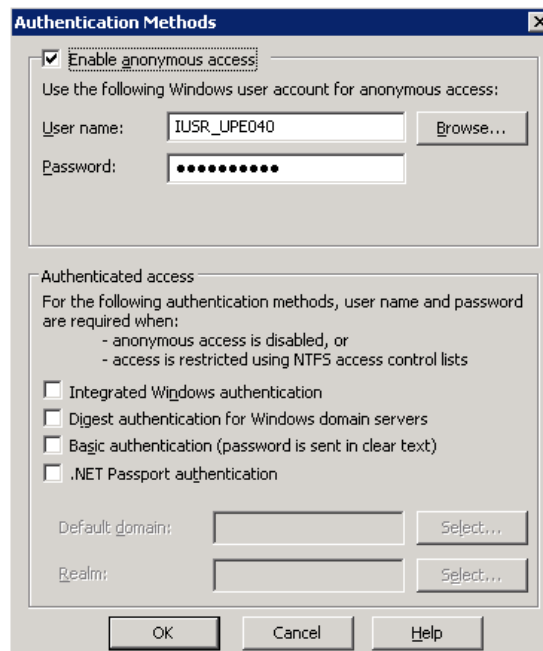 Authentication Methods
Enable anonymous access
Use the following Windows user account for anonymous access:
User name:
IUSR_UPE040
Browse...
Password:
●●●●●●●●●●
Authenticated access
For the following authentication methods, user name and password
are required when:
- anonymous access is disabled, or
- access is restricted using NTFS access control lists
Integrated Windows authentication
Digest authentication for Windows domain servers
Basic authentication (password is sent in clear text)
.NET Passport authentication
Default domain:
Select...
Realm:
Select...
OK
Cancel
Help